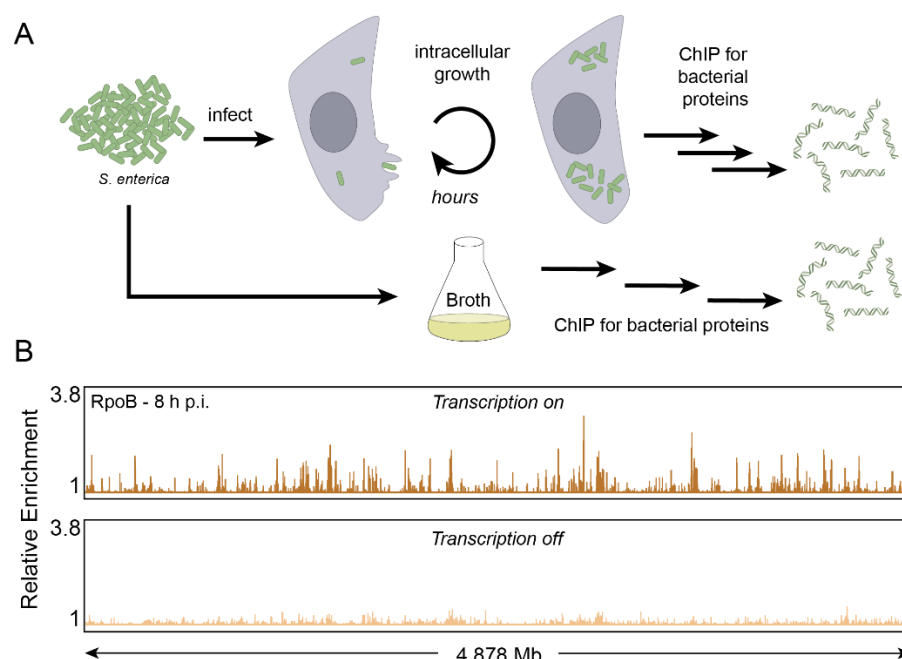 A
infect
S. enterica
intracellular
growth
hours
ChIP for
bacterial
proteins
Broth
ChIP for bacterial proteins
B
Relative Enrichment
3.8
1
RpoB - 8 h p.i.
Transcription on
3.8
1
Transcription off
4.878 Mb